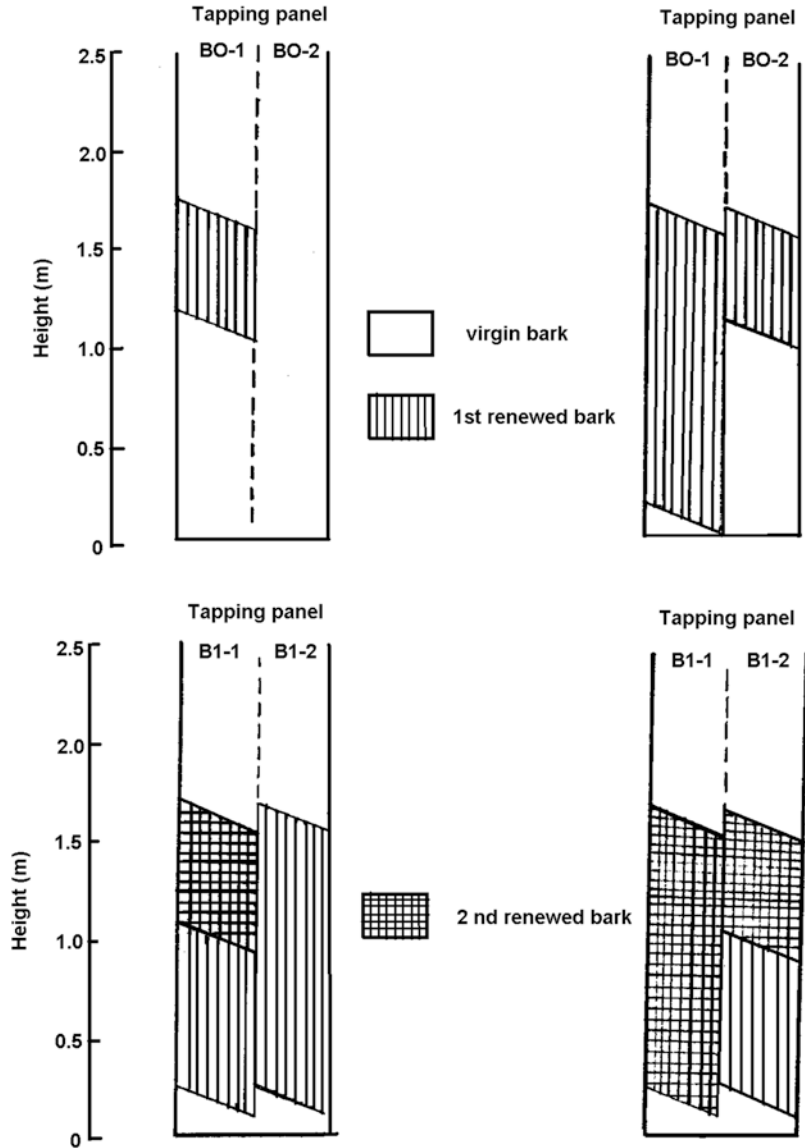 Tapping panel
BO-1 BO-2
2.5
2.0
1.5
1.0
0.5
0
Height (m)
Tapping panel
BO-1 BO-2
virgin bark
1st renewed bark
Tapping panel
B1-1 B1-2
2.5
2.0
1.5
1.0
0.5
0
Height (m)
Tapping panel
B1-1 B1-2
2 nd renewed bark